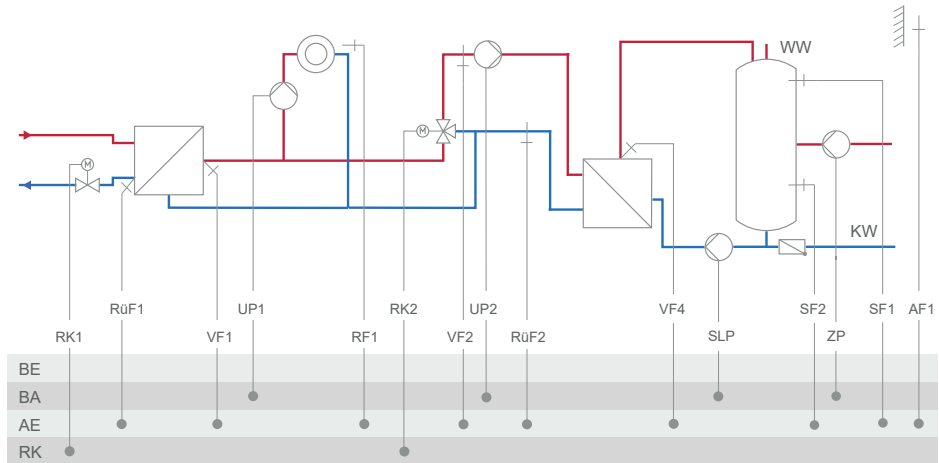 WW
M
M
KW
RüF1
UP1
RK2
UP2
VF4
SF2
SF1
AF1
RK1
VF1
RF1
VF2
RüF2
SLP
ZP
BE
BA
AE
RK